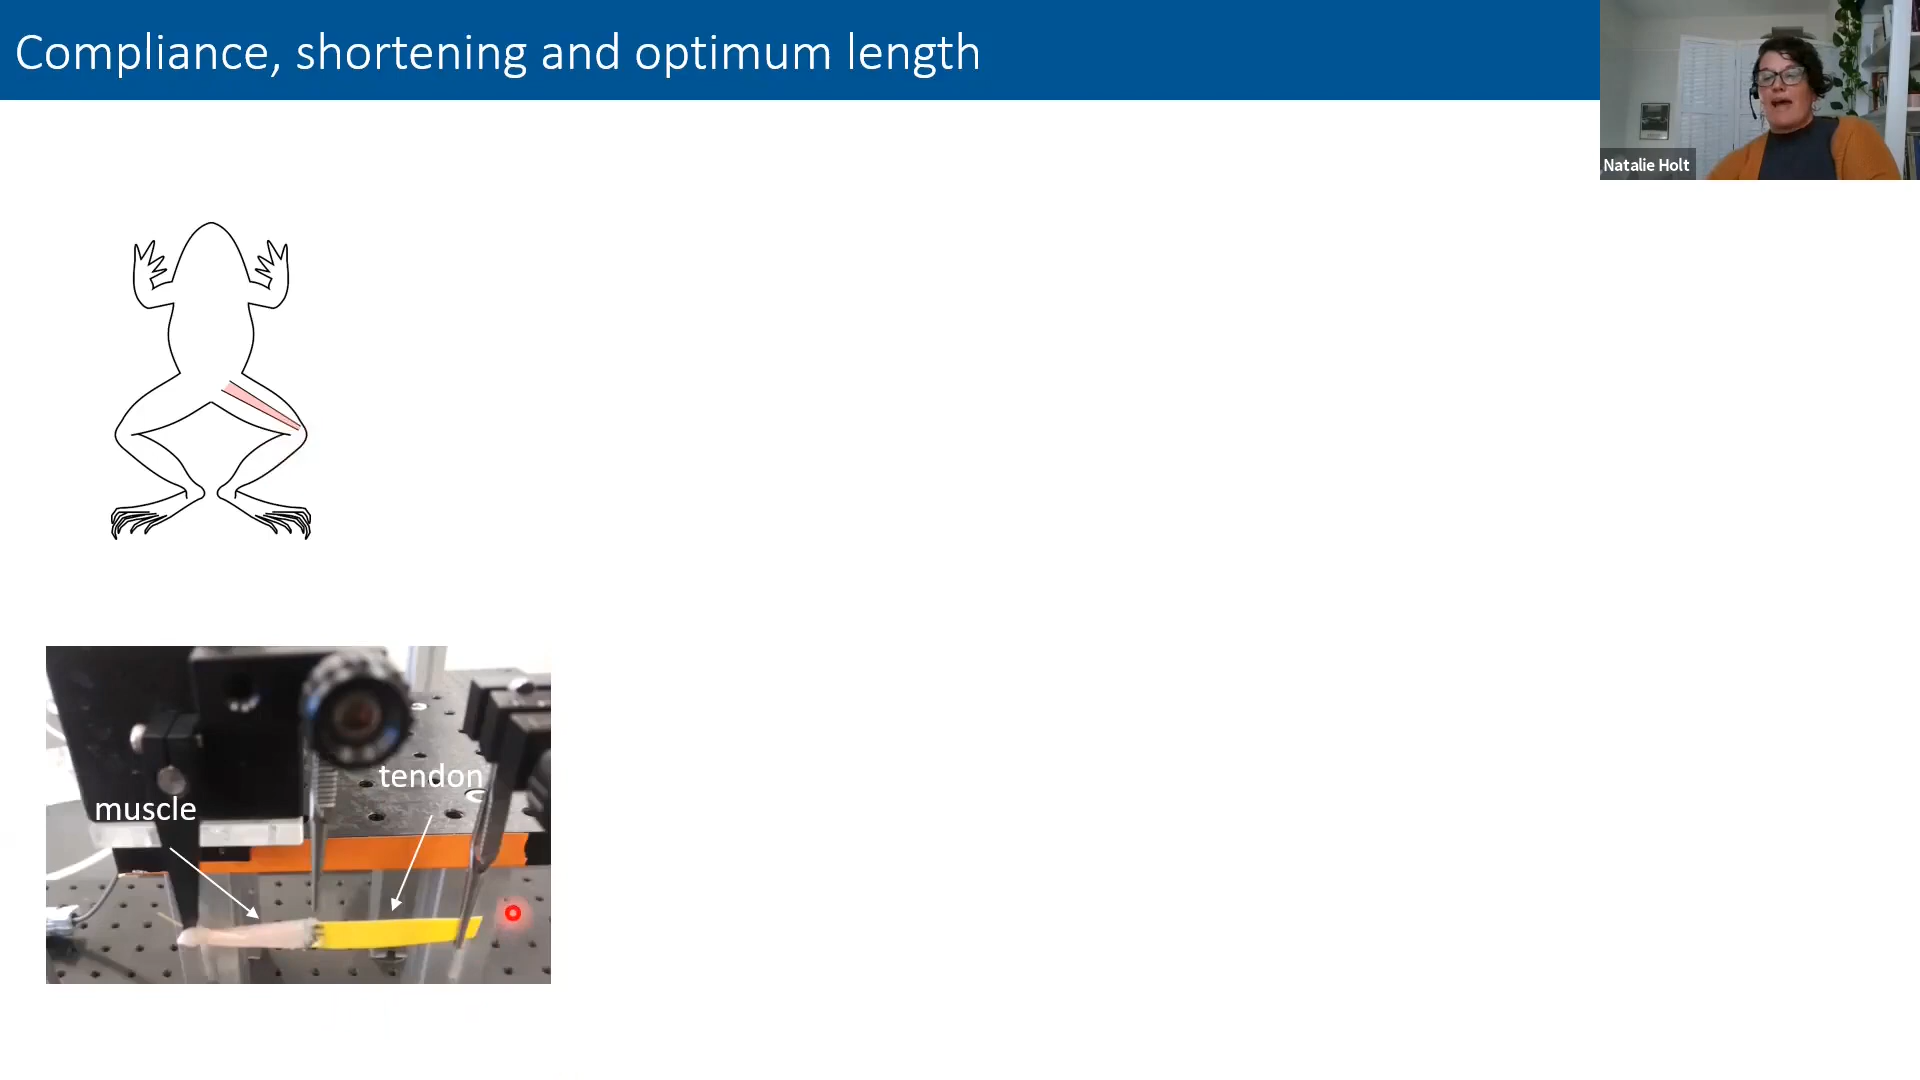 Compliance, shortening and optimum length
Natalie Holt
tendon
muscle